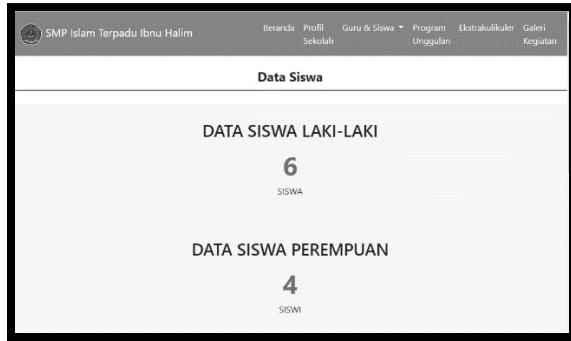 SMP Islam Terpadu Ibnu Halim
Beranda Profil Sekolah Guru & Siswa Program Unggulan Ekstrakulikuler Galeri Kegiatan
Data Siswa
DATA SISWA LAKI-LAKI
6
SISWA
DATA SISWA PEREMPUAN
4
SISWI